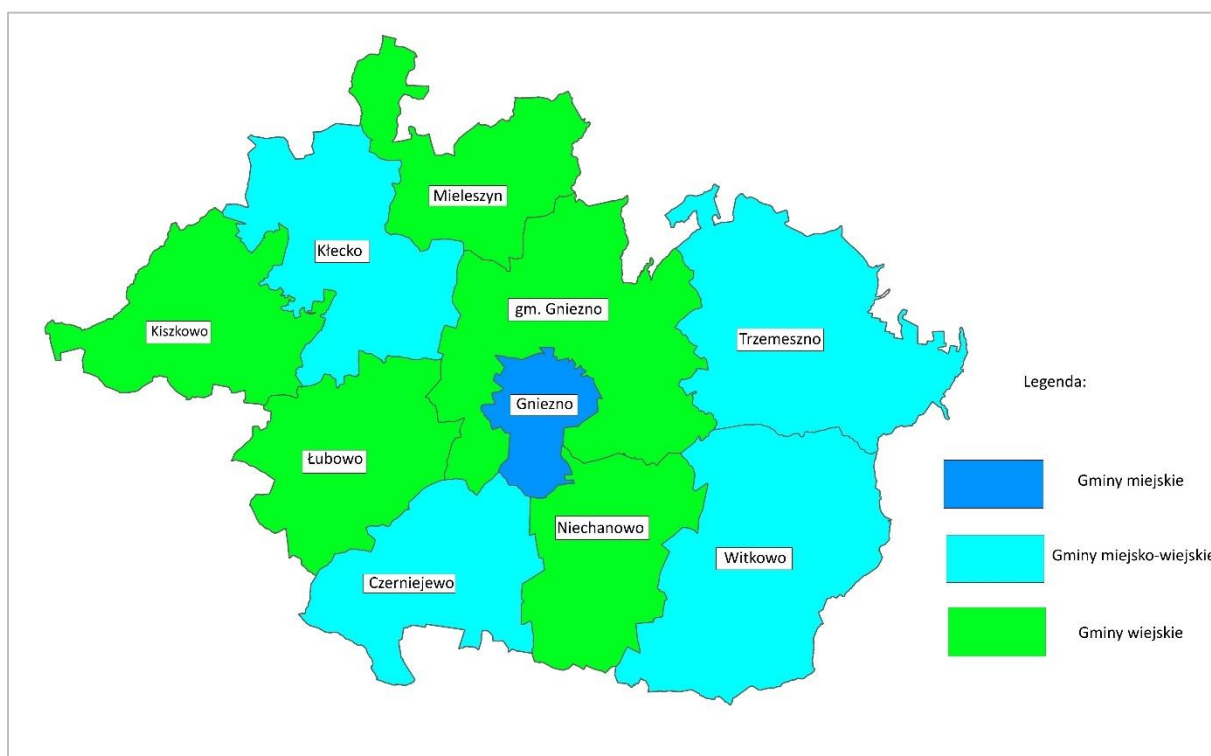 Mieleszyn
Kłecko
gm. Gniezno
Kiszkowo
Trzemeszno
Legenda:
Gniezno
Łubowo
Gminy miejskie
Niechanowo
Witkowo
Gminy miejsko-wiejskie
Czerniejewo
Gminy wiejskie